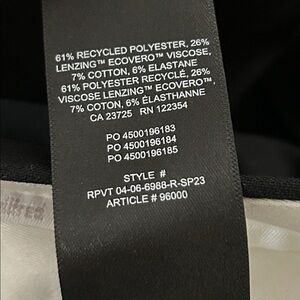 61% RECYCLED POLYESTER, 26%
LENZING™ ECOVERO™ VISCOSE,
7% COTTON, 6% ELASTANE
61% POLYESTER RECYCLÉ, 26%
VISCOSE LENZING™ ECOVERO™,
7% COTON, 6% ÉLASTHANNE
CA 23725 RN 122354
PO 4500196183
PO 4500196184
PO 4500196185
STYLE #
RPVT 04-06-6988-R-SP23
ARTICLE # 96000